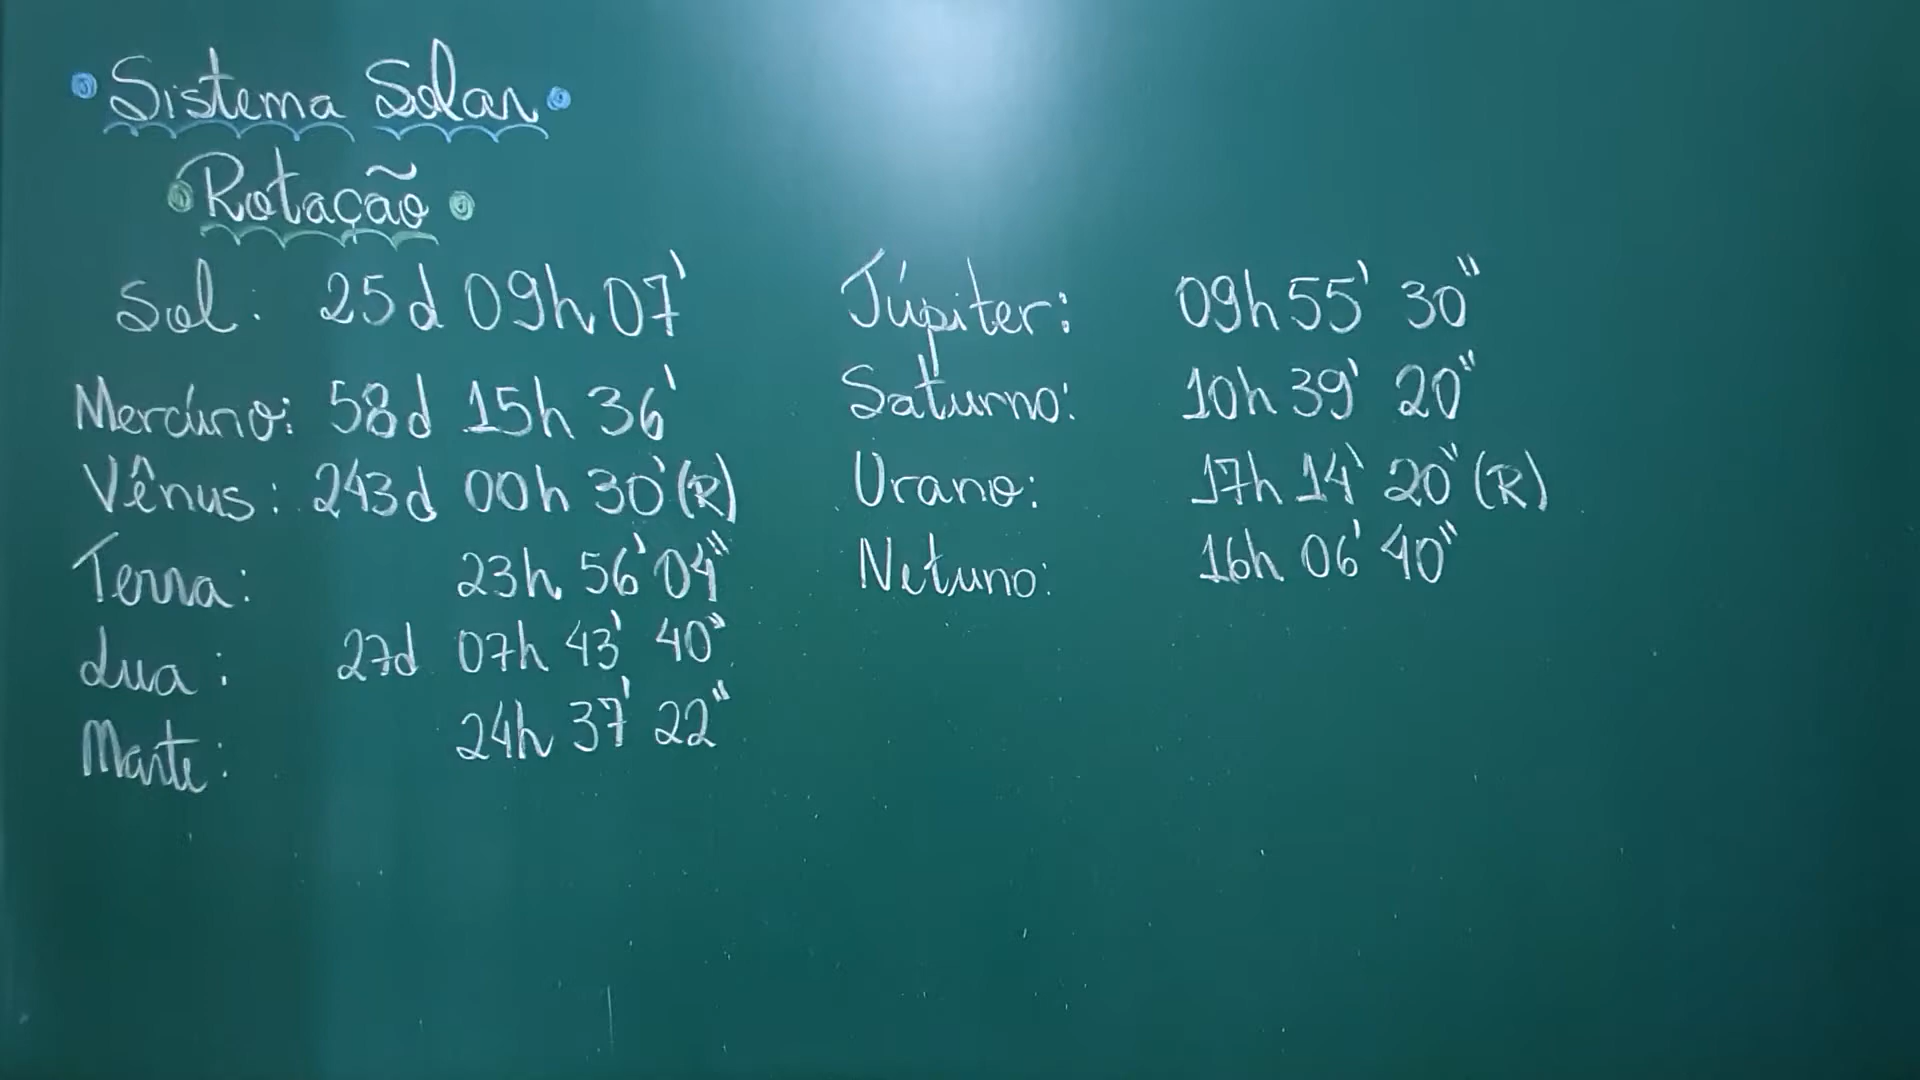 Sistema Solar
Rotação
Sol: 25d 09h 07'
Mercúrio: 58d 15h 36'
Vênus: 243d 00h 30' (R)
Terra: 23h 56' 04"
Lua: 27d 07h 43' 40"
Marte: 24h 37' 22"
Júpiter: 09h 55' 30"
Saturno: 10h 39' 20"
Urano: 17h 14' 20" (R)
Netuno: 16h 06' 40"